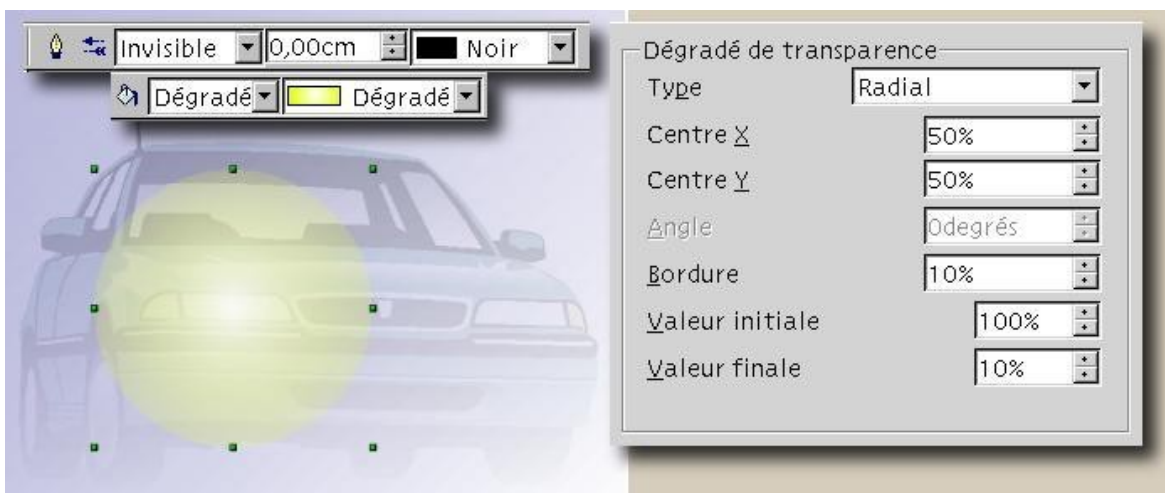 Invisible 0,00cm Noir
Dégradé Dégradé
Dégradé de transparence
Type Radial
Centre X 50%
Centre Y 50%
Angle 0degrés
Bordure 10%
Valeur initiale 100%
Valeur finale 10%